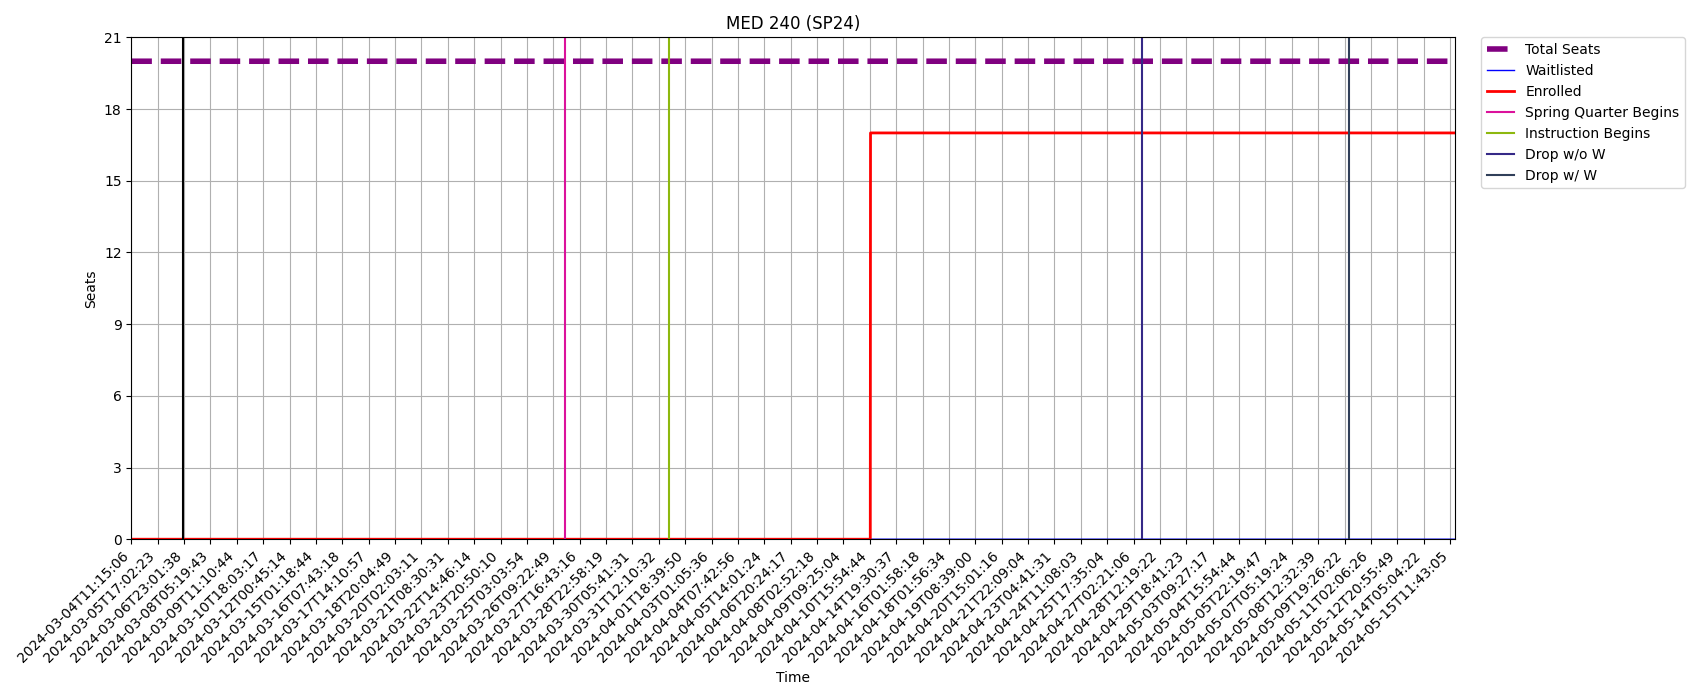 MED 240 (SP24)
21
18
15
12
9
6
3
0
Seats
2024-03-04T11:15:06
2024-03-05T17:02:23
2024-03-06T23:01:38
2024-03-08T05:19:43
2024-03-09T11:10:44
2024-03-10T18:03:17
2024-03-12T00:45:14
2024-03-15T01:18:44
2024-03-16T07:43:18
2024-03-17T14:10:57
2024-03-18T20:04:49
2024-03-20T02:03:11
2024-03-21T08:30:31
2024-03-22T14:46:14
2024-03-23T20:50:10
2024-03-25T03:03:54
2024-03-26T09:22:49
2024-03-27T16:43:16
2024-03-28T22:58:19
2024-03-30T05:41:31
2024-03-31T12:10:32
2024-04-01T18:39:50
2024-04-03T01:05:36
2024-04-04T07:42:56
2024-04-05T14:01:24
2024-04-06T20:24:17
2024-04-08T02:52:18
2024-04-09T09:25:04
2024-04-10T15:54:44
2024-04-14T19:30:37
2024-04-16T01:58:18
2024-04-18T01:56:34
2024-04-19T08:39:00
2024-04-20T15:01:16
2024-04-21T22:09:04
2024-04-23T04:41:31
2024-04-24T11:08:03
2024-04-25T17:35:04
2024-04-27T02:21:06
2024-04-28T12:19:22
2024-04-29T18:41:23
2024-05-03T09:27:17
2024-05-04T15:54:44
2024-05-05T22:19:47
2024-05-07T05:19:24
2024-05-08T12:32:39
2024-05-09T19:26:22
2024-05-11T02:06:26
2024-05-12T20:55:49
2024-05-14T05:04:22
2024-05-15T11:43:05
Time
Total Seats
Waitlisted
Enrolled
Spring Quarter Begins
Instruction Begins
Drop w/o W
Drop w/ W